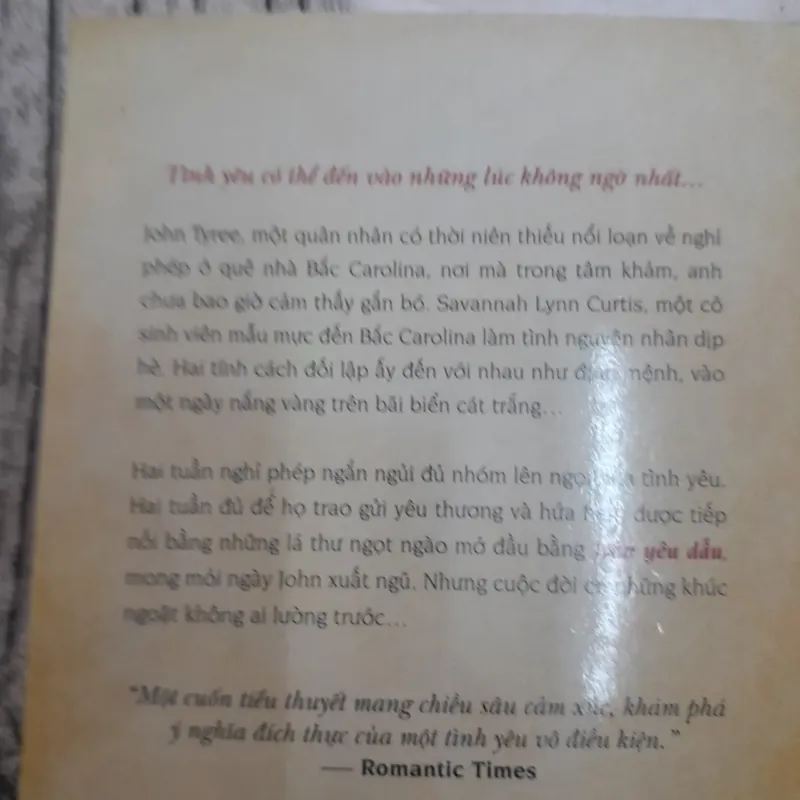 Tình yêu có thể đến vào những lúc không ngờ nhất...
John Tyree, một quân nhân có thời niên thiếu nổi loạn về nghỉ
phép ở quê nhà Bắc Carolina, nơi mà trong tâm khảm, anh
chưa bao giờ cảm thấy gắn bó. Savannah Lynn Curtis, một cô
sinh viên mẫu mực đến Bắc Carolina làm tình nguyện nhân dịp
hè. Hai tính cách đối lập ấy đến với nhau như định mệnh, vào
một ngày nắng vàng trên bãi biển cát trắng...
Hai tuần nghỉ phép ngắn ngủi đủ nhóm lên ngọn lửa tình yêu.
Hai tuần đủ để họ trao gửi yêu thương và hứa được tiếp
nối bằng những lá thư ngọt ngào mở đầu bằng yêu dấu,
mong mỏi ngày John xuất ngũ. Nhưng cuộc đời có những khúc
ngoặt không ai lường trước...
"Một cuốn tiểu thuyết mang chiều sâu cảm xúc, khám phá
ý nghĩa đích thực của một tình yêu vô điều kiện."
— Romantic Times